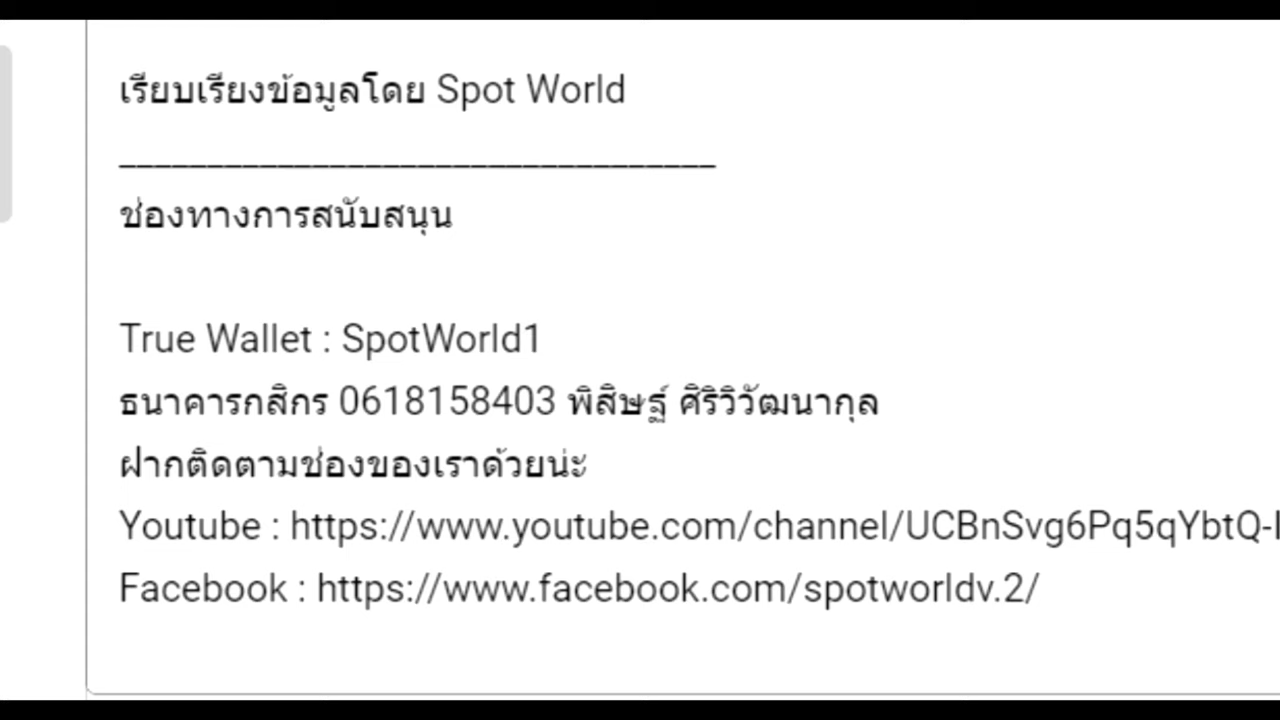 เรียบเรียงข้อมูลโดย Spot World
__________________________________
ช่องทางการสนับสนุน
True Wallet : SpotWorld1
ธนาคารกสิกร 0618158403 พิสิษฐ์ ศิริวิวัฒนากุล
ฝากติดตามช่องของเราด้วยน่ะ
Youtube : https://www.youtube.com/channel/UCBnSvg6Pq5qYbtQ-
Facebook : https://www.facebook.com/spotworldv.2/